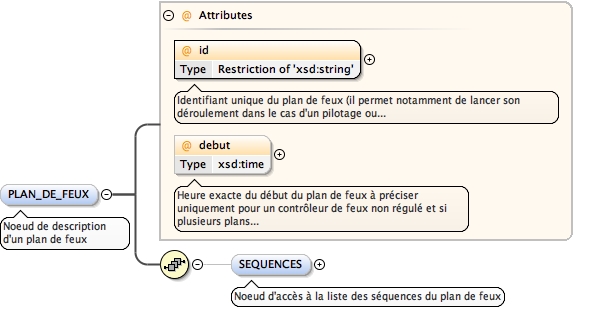 @ Attributes
@ id
Type Restriction of 'xsd:string'
Identifiant unique du plan de feux (il permet notamment de lancer son
déroulement dans le cas d'un pilotage ou...
@ debut
Type xsd:time
Heure exacte du début du plan de feux à préciser
uniquement pour un contrôleur de feux non régulé et si
plusieurs plans...
PLAN_DE_FEUX
Noeud de description
d'un plan de feux
SEQUENCES
Noeud d'accès à la liste des séquences du plan de feux